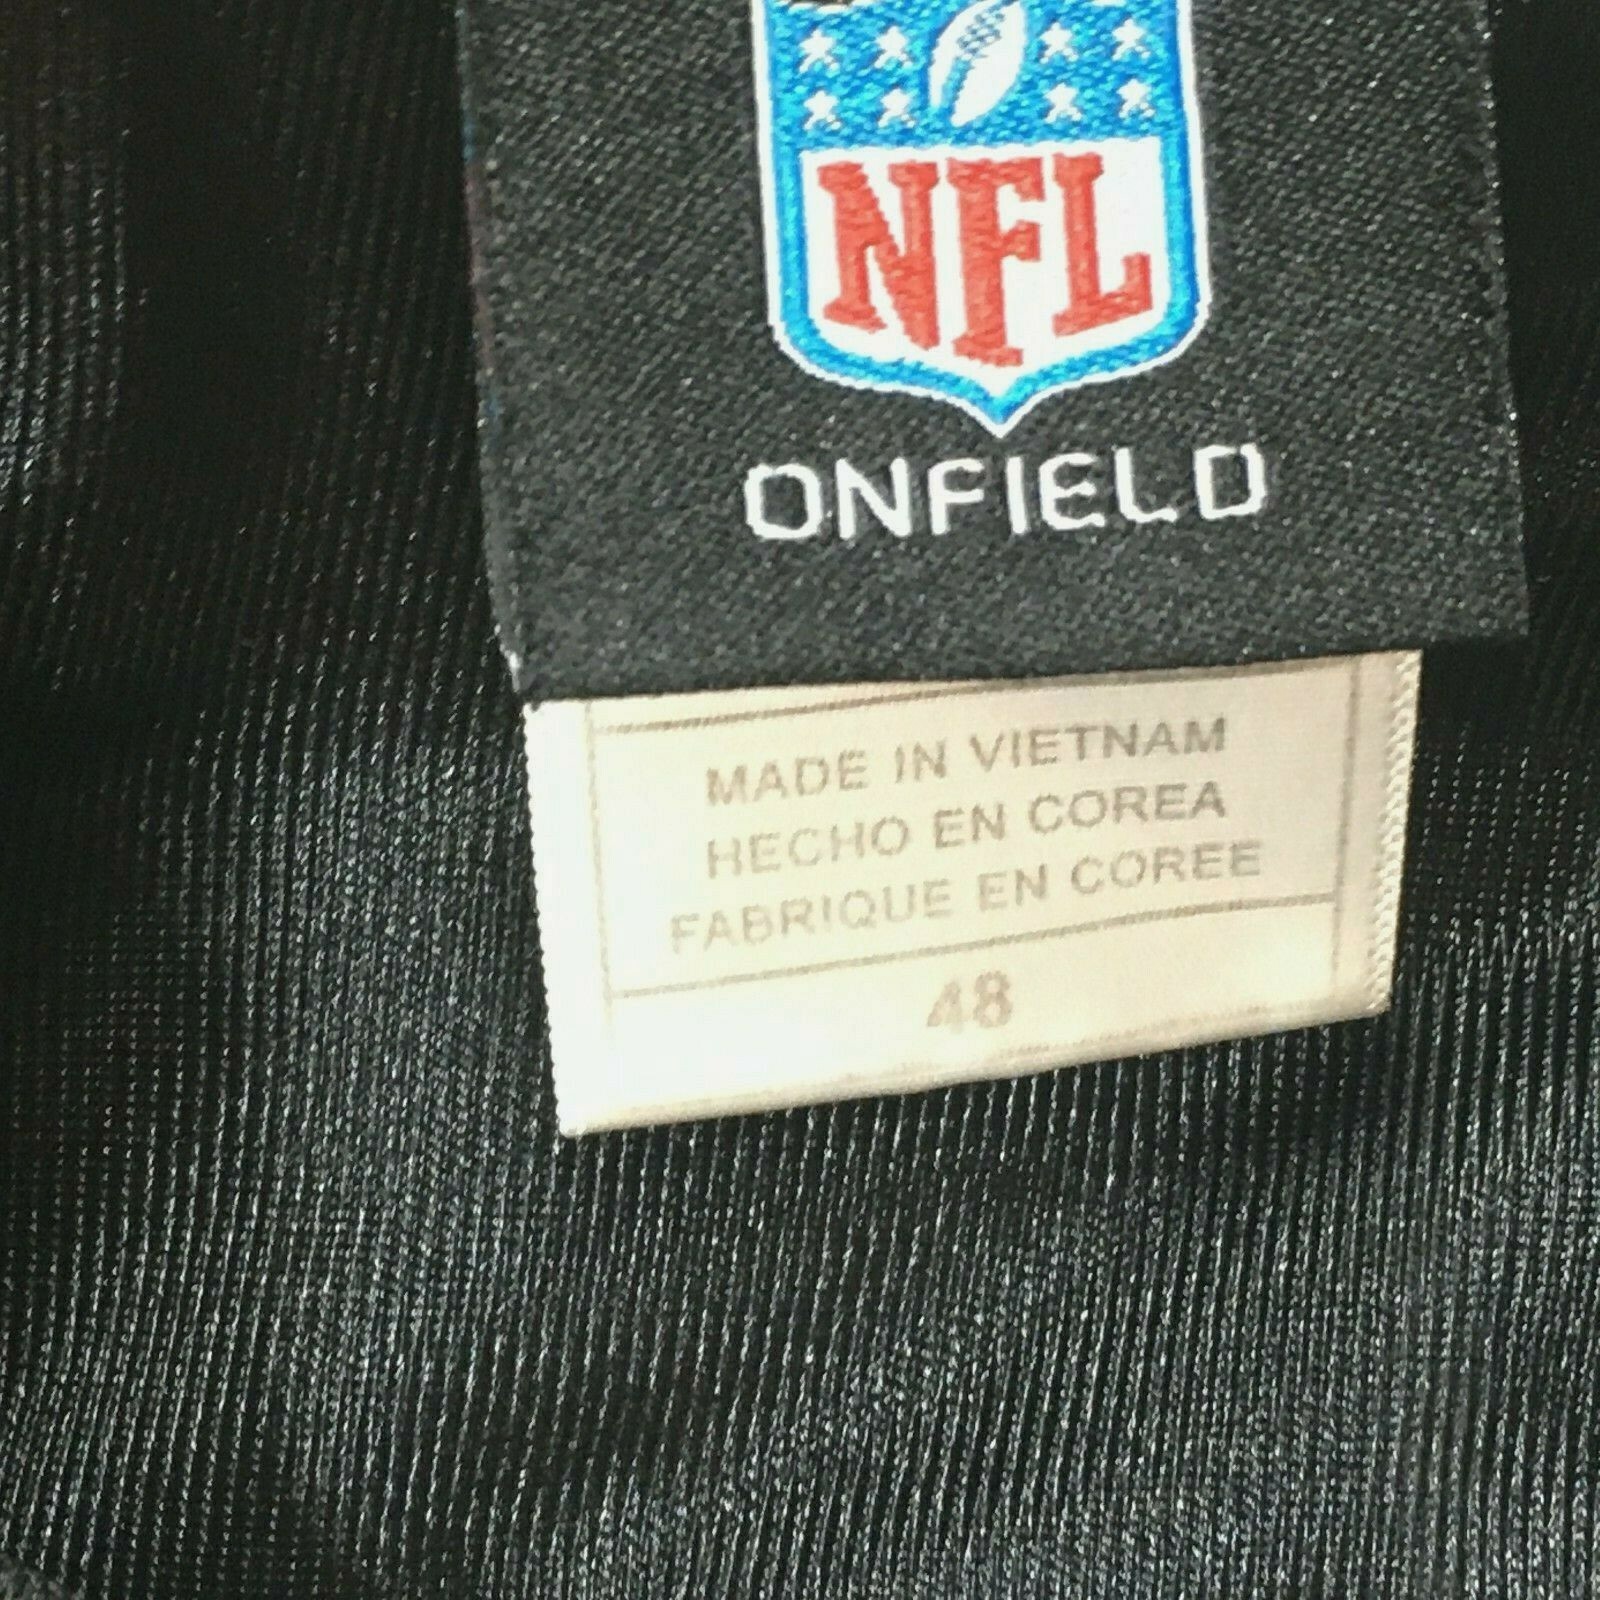 NFL
ONFIELD
MADE IN VIETNAM
HECHO EN COREA
FABRIQUE EN COREE
48